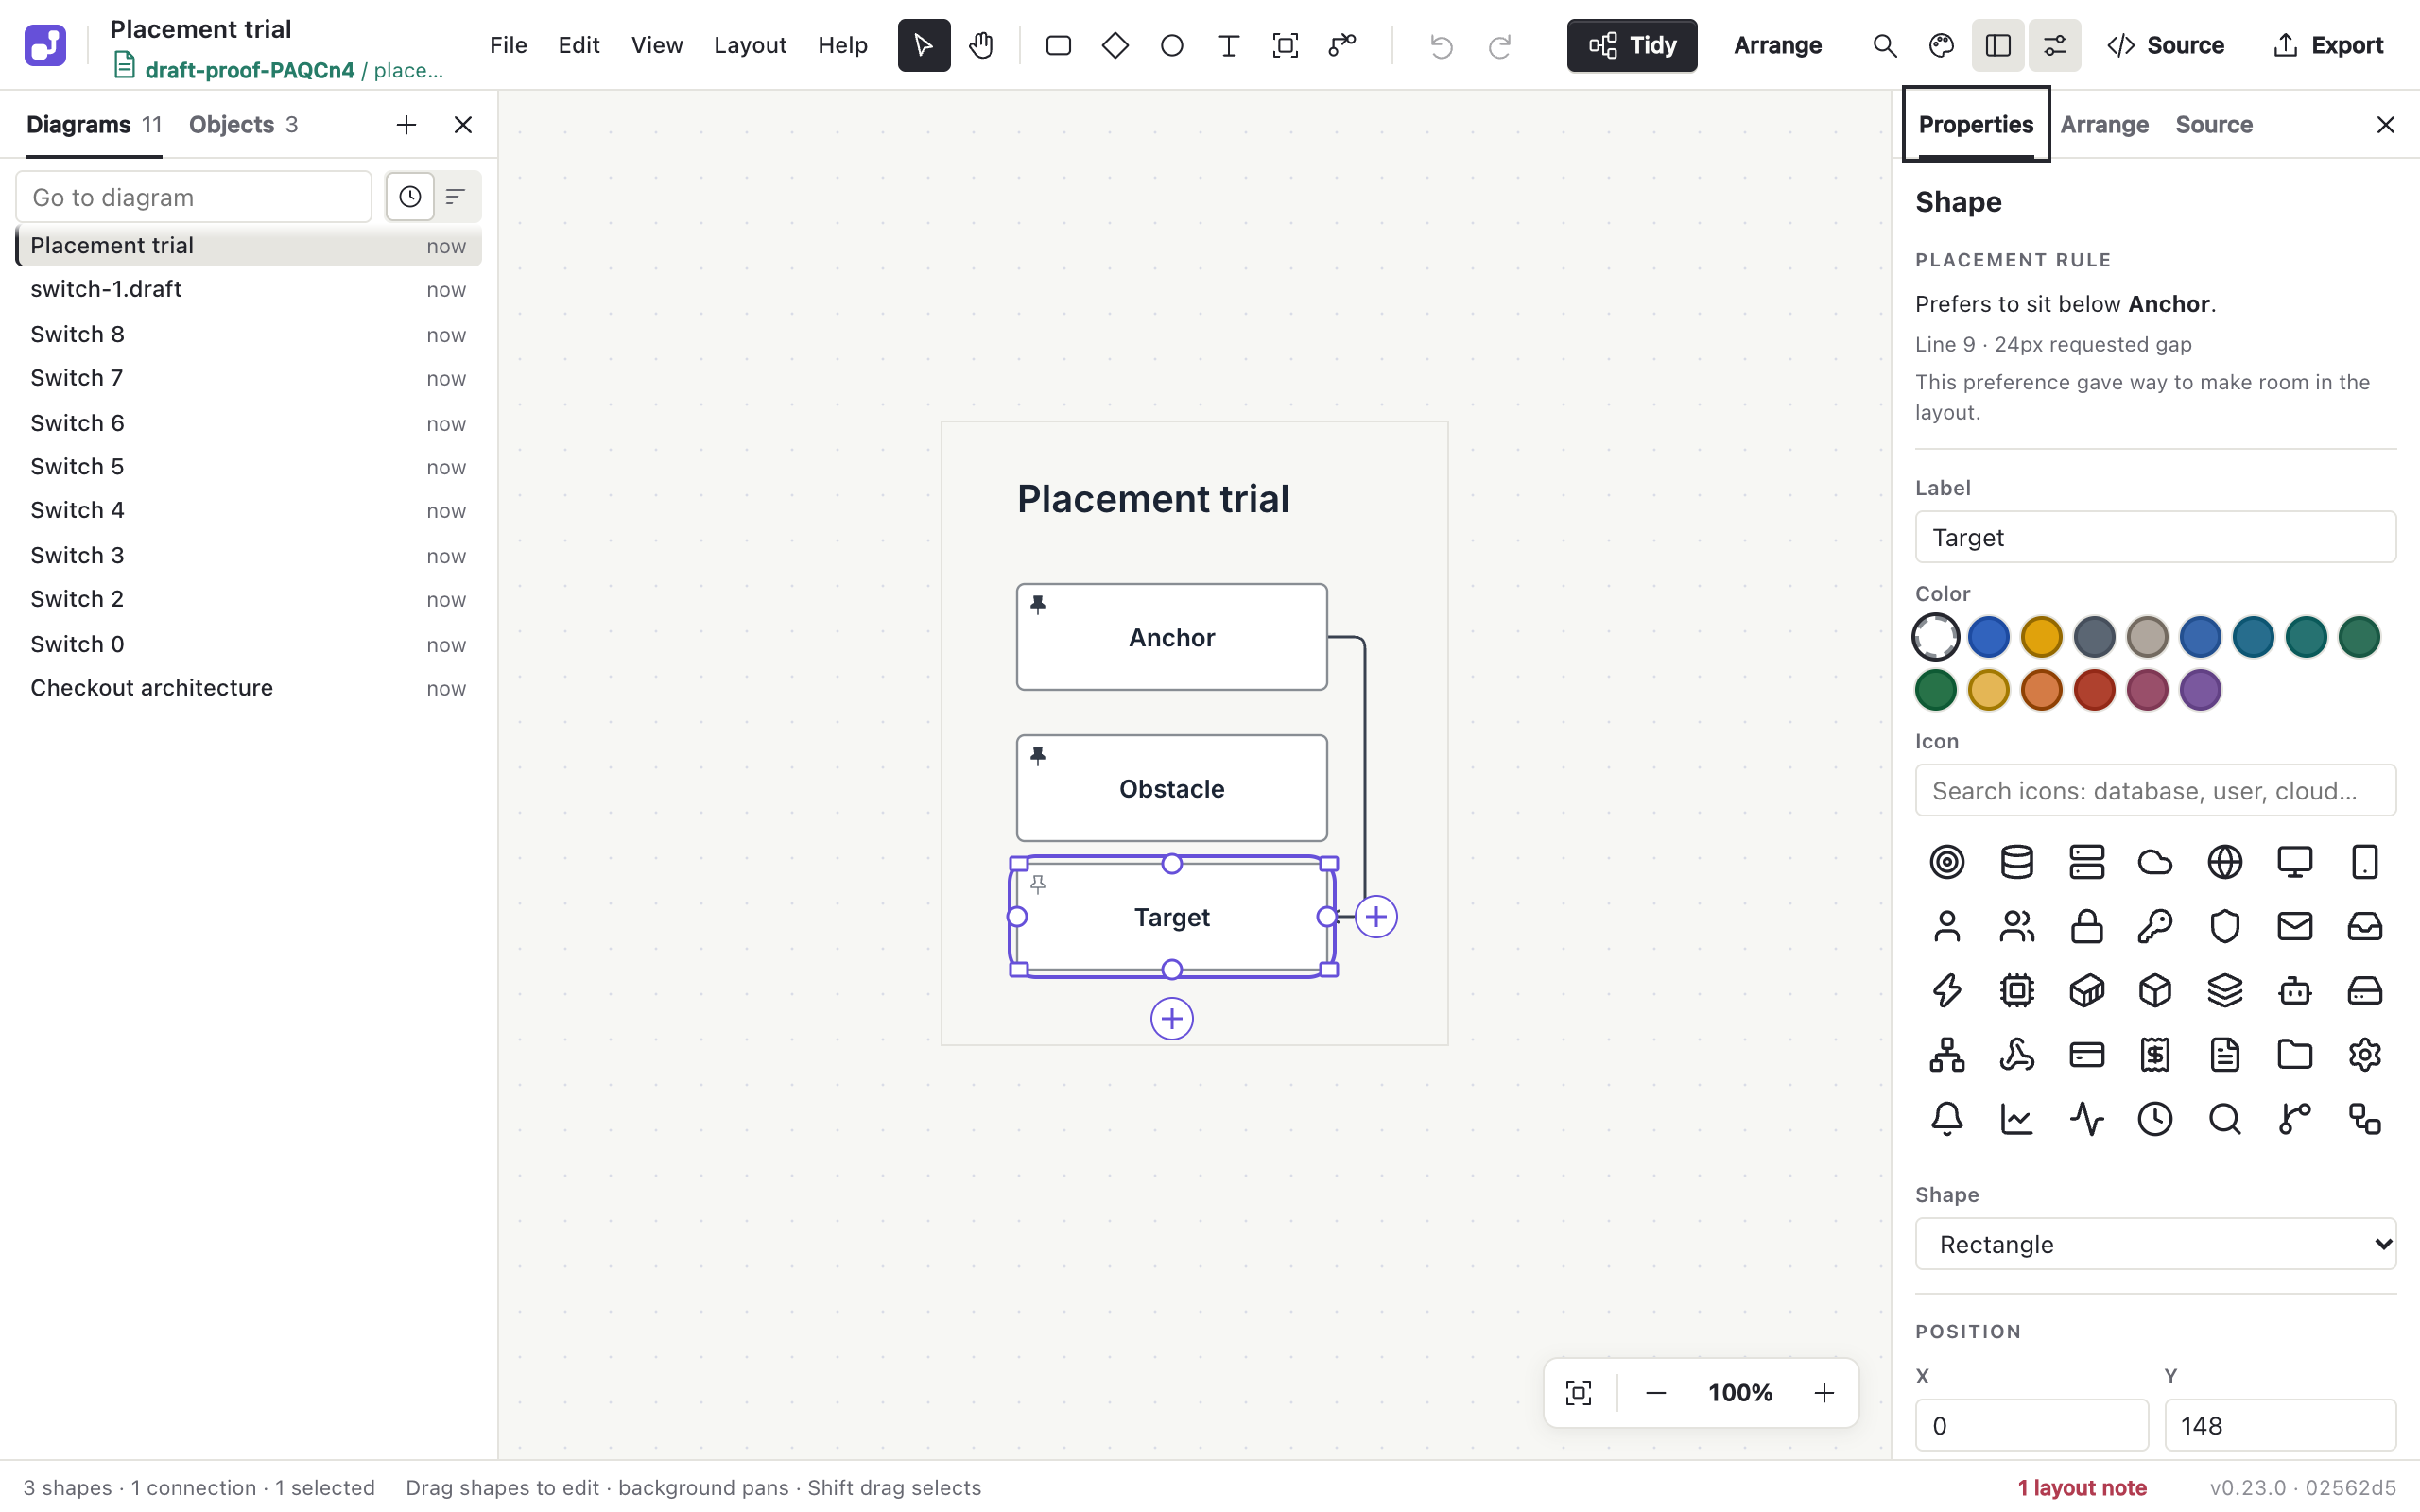 Placement trial
draft-proof-PAQCn4 / place...
File Edit View Layout Help
Tidy
Arrange
Source
Export
Diagrams 11 Objects 3
Go to diagram
Placement trial now
switch-1.draft now
Switch 8 now
Switch 7 now
Switch 6 now
Switch 5 now
Switch 4 now
Switch 3 now
Switch 2 now
Switch 0 now
Checkout architecture now
Placement trial
Anchor
Obstacle
Target
100%
Properties Arrange Source
Shape
PLACEMENT RULE
Prefers to sit below Anchor.
Line 9 · 24px requested gap
This preference gave way to make room in the
layout.
Label
Target
Color
Icon
Search icons: database, user, cloud...
Shape
Rectangle
POSITION
X Y
0 148
3 shapes · 1 connection · 1 selected Drag shapes to edit · background pans · Shift drag selects
1 layout note v0.23.0 · 02562d5